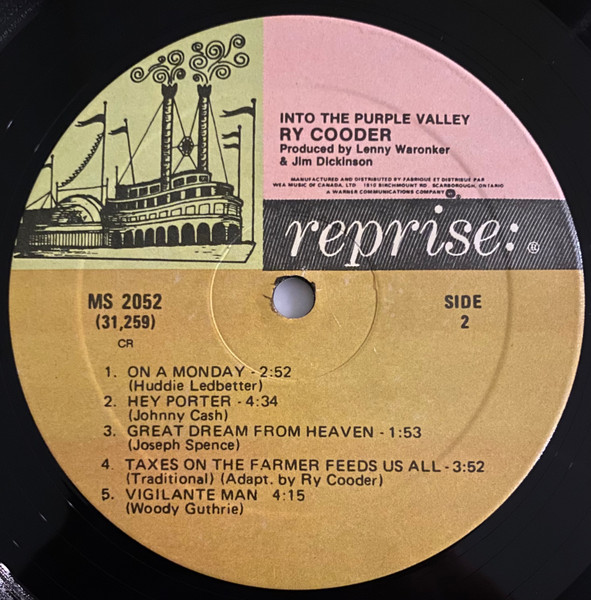 INTO THE PURPLE VALLEY
RY COODER
Produced by Lenny Waronker
& Jim Dickinson
MANUFACTURED AND DISTRIBUTED BY/FABRIQUE ET DISTRIBUE PAR
WEA MUSIC OF CANADA, LTD 1810 BIRCHMOUNT RD. SCARBOROUGH, ONTARIO
A WARNER COMMUNICATIONS COMPANY
reprise: ®
MS 2052
(31,259)
CR
SIDE
2
1. ON A MONDAY - 2:52
(Huddie Ledbetter)
2. HEY PORTER - 4:34
(Johnny Cash)
3. GREAT DREAM FROM HEAVEN - 1:53
(Joseph Spence)
4. TAXES ON THE FARMER FEEDS US ALL - 3:52
(Traditional) (Adapt. by Ry Cooder)
5. VIGILANTE MAN 4:15
(Woody Guthrie)